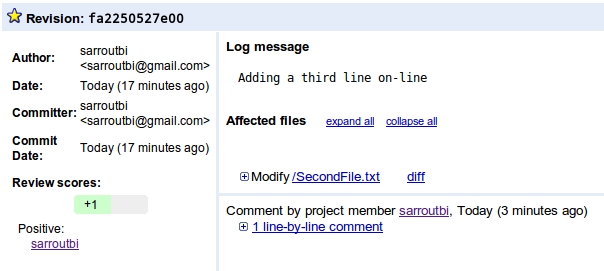 Revision: fa2250527e00
Author: sarroutbi
<sarroutbi@gmail.com>
Date: Today (17 minutes ago)
Committer: sarroutbi
<sarroutbi@gmail.com>
Commit
Date: Today (17 minutes ago)
Review scores:
+1
Positive:
sarroutbi
Log message
Adding a third line on-line
Affected files expand all collapse all
Modify /SecondFile.txt diff
Comment by project member sarroutbi, Today (3 minutes ago)
1 line-by-line comment